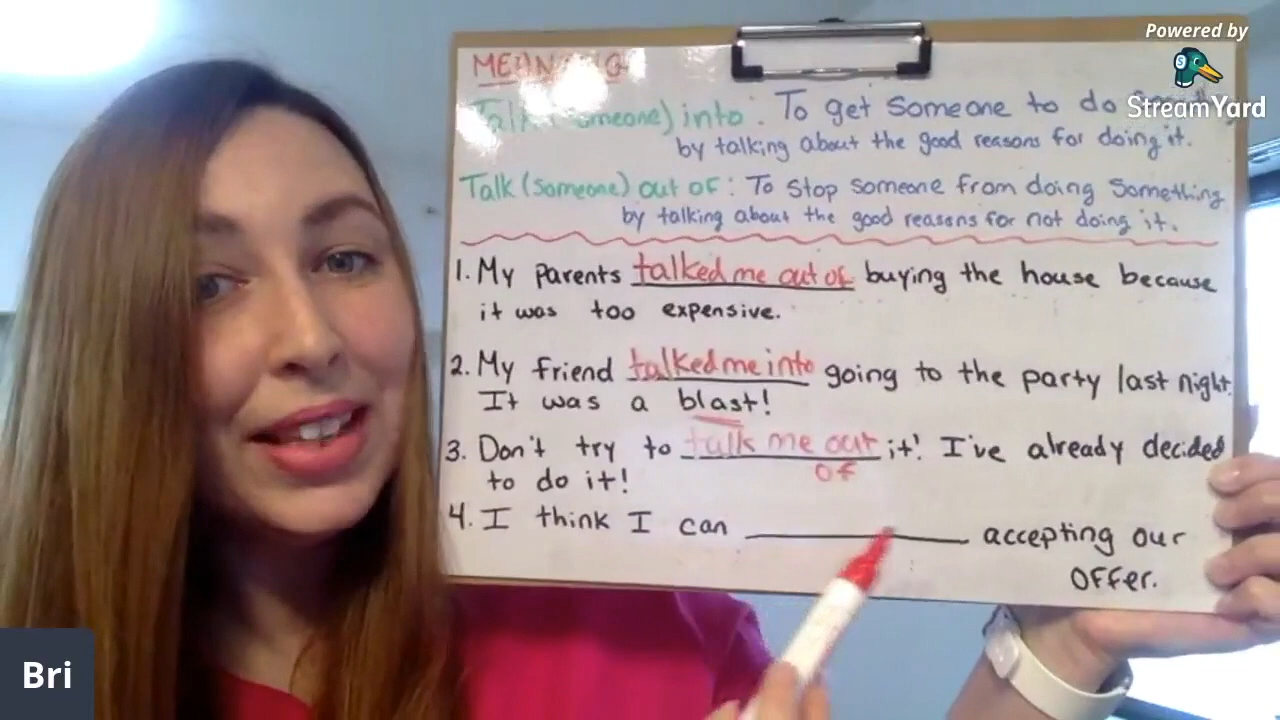 Powered by
StreamYard
MEANING
Talk (someone) into: To get someone to do
by talking about the good reasons for doing it.
Talk (someone) out of: To stop someone from doing something
by talking about the good reasons for not doing it.
1. My parents talked me out of buying the house because
it was too expensive.
2. My friend talked me into going to the party last night.
It was a blast!
3. Don't try to talk me out it! I've already decided
of
to do it!
4. I think I can __________ accepting our
offer.
Bri